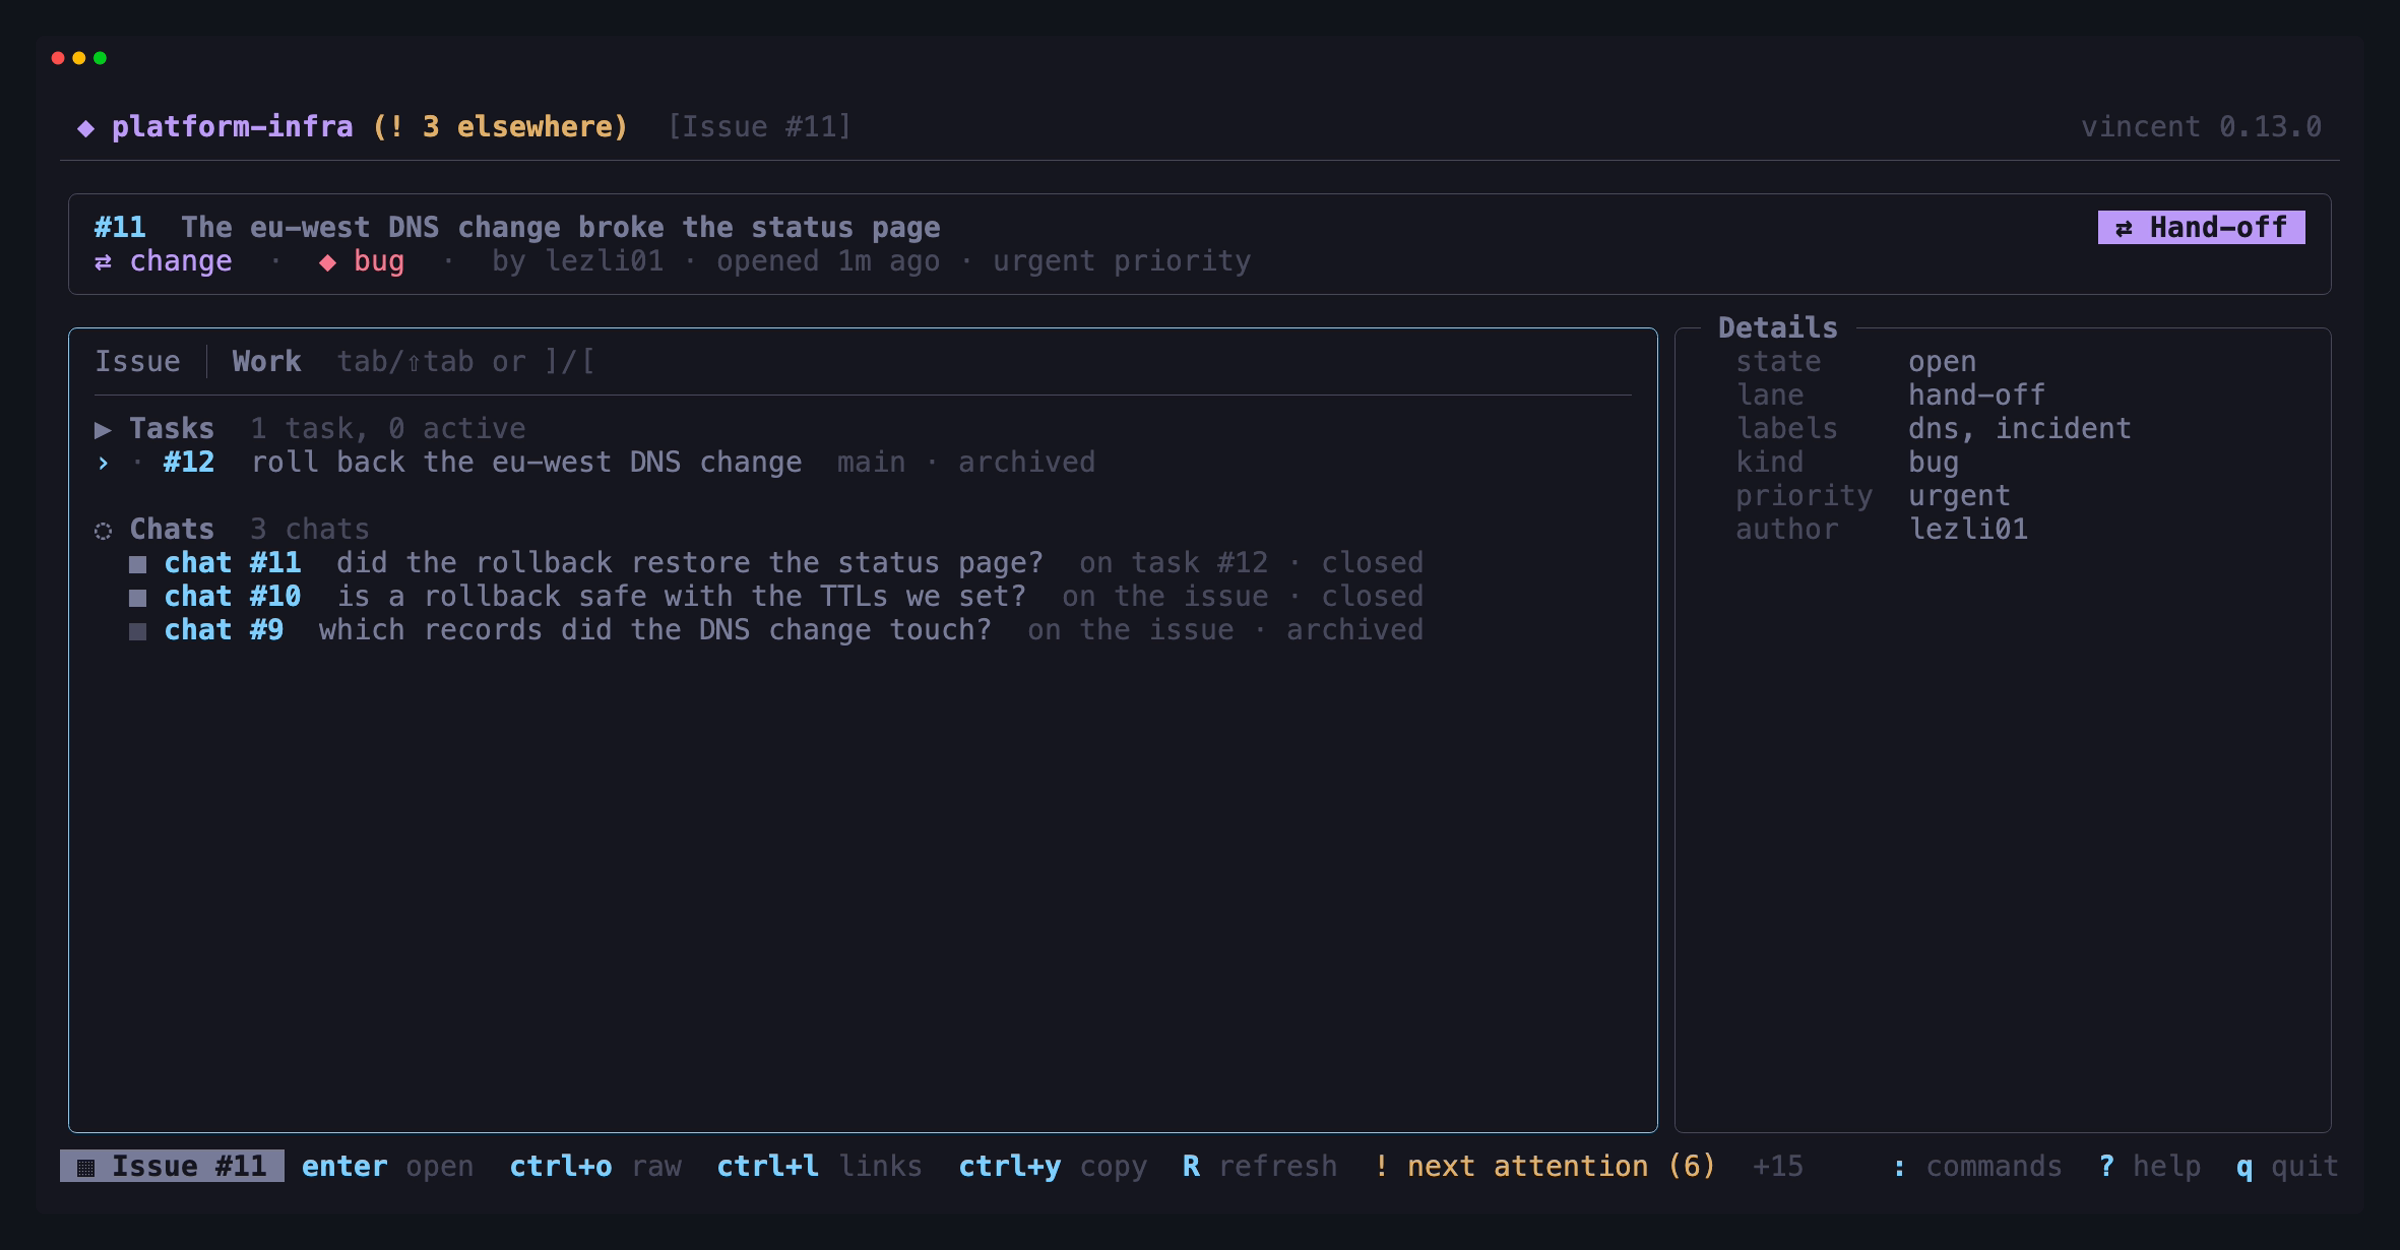 ◆ platform-infra (! 3 elsewhere) [Issue #11] vincent 0.13.0
#11 The eu-west DNS change broke the status page ⇄ Hand-off
⇄ change · ◆ bug · by lezli01 · opened 1m ago · urgent priority
Issue │ Work tab/⇧tab or ]/[
▶ Tasks 1 task, 0 active
› · #12 roll back the eu-west DNS change main · archived
◌ Chats 3 chats
■ chat #11 did the rollback restore the status page? on task #12 · closed
■ chat #10 is a rollback safe with the TTLs we set? on the issue · closed
■ chat #9 which records did the DNS change touch? on the issue · archived
Details
state open
lane hand-off
labels dns, incident
kind bug
priority urgent
author lezli01
▦ Issue #11 enter open ctrl+o raw ctrl+l links ctrl+y copy R refresh ! next attention (6) +15 : commands ? help q quit